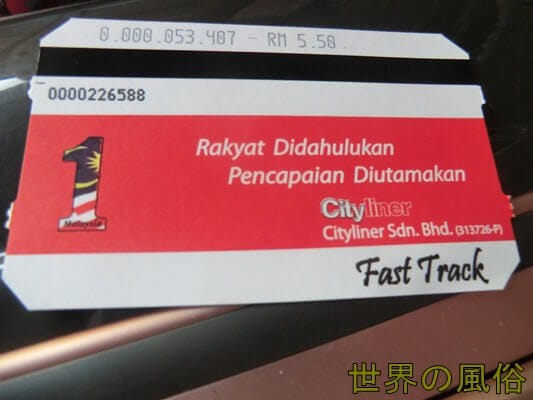 0.000.053.407 - RM 5.50
0000226588
Rakyat Didahulukan
Pencapaian Diutamakan
1
Malaysia
Cityliner
Cityliner Sdn. Bhd. (313726-P)
Fast Track
世界の風俗